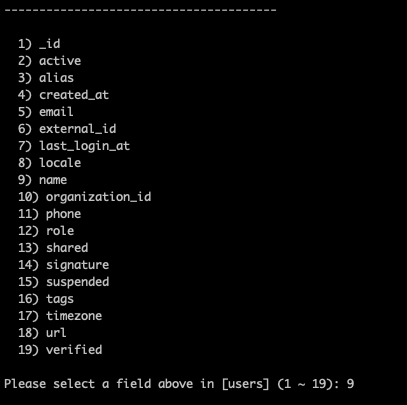 ---------------------------------------
1) _id
2) active
3) alias
4) created_at
5) email
6) external_id
7) last_login_at
8) locale
9) name
10) organization_id
11) phone
12) role
13) shared
14) signature
15) suspended
16) tags
17) timezone
18) url
19) verified
Please select a field above in [users] (1 ~ 19): 9